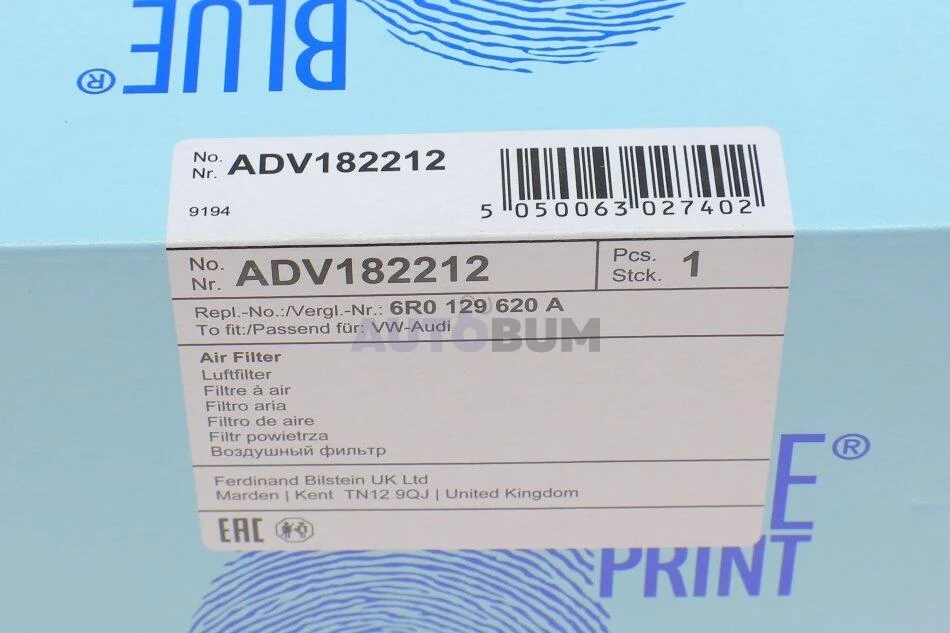 BLUE®
No.
Nr. ADV182212
9194
5 050063 027402
No.
Nr. ADV182212
Pcs.
Stck. 1
Repl.-No.:/Vergl.-Nr.: 6R0 129 620 A
To fit:/Passend für: VW-Audi
AUTOBUM
Air Filter
Luftfilter
Filtre à air
Filtro aria
Filtro de aire
Filtr powietrza
Воздушный фильтр
Ferdinand Bilstein UK Ltd
Marden | Kent TN12 9QJ | United Kingdom
EAC
E®
PRINT